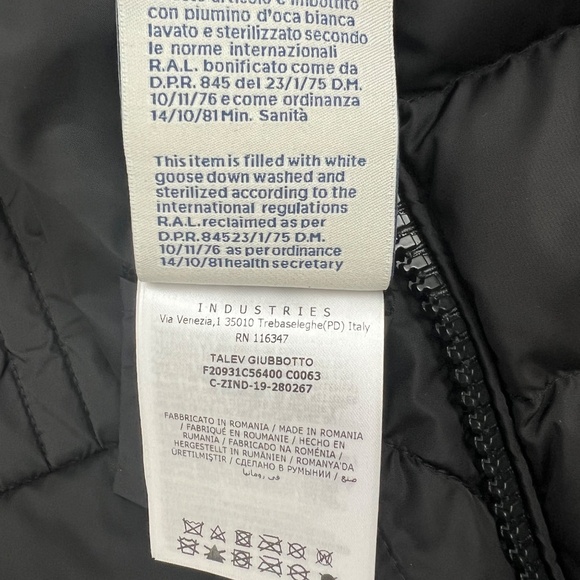 con piumino d'oca bianca
lavato e sterilizzato secondo
le norme internazionali
R.A.L. bonificato come da
D.P.R. 845 del 23/1/75 D.M.
10/11/76 e come ordinanza
14/10/81 Min. Sanità
This item is filled with white
goose down washed and
sterilized according to the
international regulations
R.A.L. reclaimed as per
D.P.R. 84523/1/75 D.M.
10/11/76 as per ordinance
14/10/81 health secretary
INDUSTRIES
Via Venezia,1 35010 Trebaseleghe(PD) Italy
RN 116347
TALEV GIUBBOTTO
F20931C56400 C0063
C-ZIND-19-280267
FABBRICATO IN ROMANIA / MADE IN ROMANIA
/ FABRIQUÉ EN ROUMANIE / HECHO EN
RUMANIA / FABRICADO NA ROMÉNIA /
HERGESTELLT IN RUMÄNIEN / ROMANYA'DA
ÜRETILMIŞTIR / СДЕЛАНО В РУМЫНИИ / صنع
في رومانيا